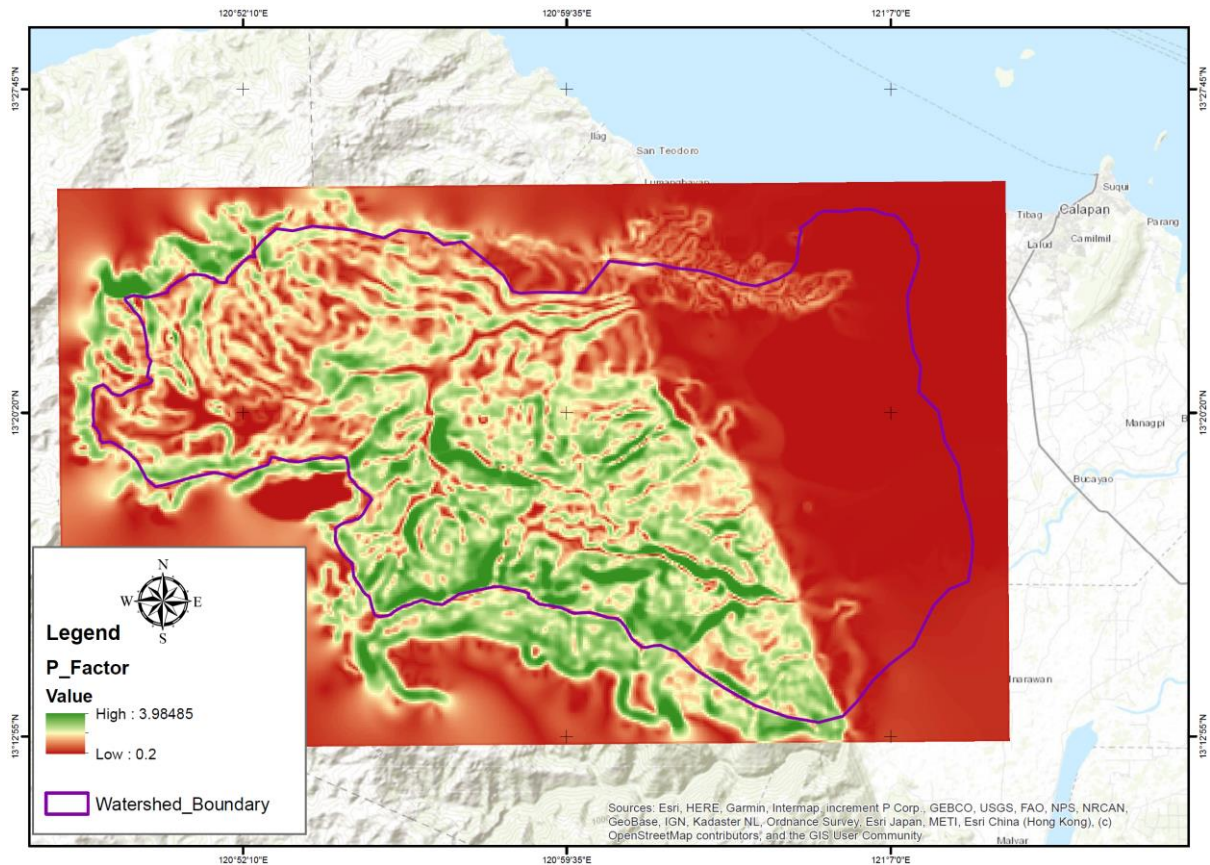 120°52'10"E
120°59'35"E
121°7'0"E
13°27'45"N
13°27'45"N
Ilag
San Teodoro
Lumangbayan
Suqui
Tibag
Calapan
Parang
Lalud
Camilmil
13°20'20"N
13°20'20"N
Managpi
B
Bucayao
N
W
E
S
Legend
P_Factor
Value
High : 3.98485
Low : 0.2
Watershed_Boundary
Inarawan
13°12'55"N
13°12'55"N
Sources: Esri, HERE, Garmin, Intermap, increment P Corp., GEBCO, USGS, FAO, NPS, NRCAN,
GeoBase, IGN, Kadaster NL, Ordnance Survey, Esri Japan, METI, Esri China (Hong Kong), (c)
OpenStreetMap contributors, and the GIS User Community
Malvar
120°52'10"E
120°59'35"E
121°7'0"E